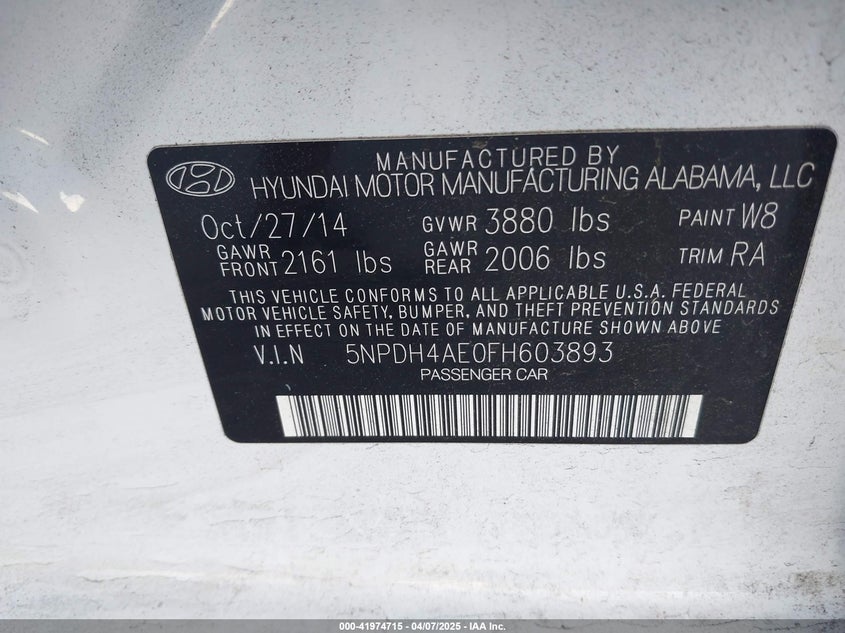 MANUFACTURED BY
HYUNDAI MOTOR MANUFACTURING ALABAMA, LLC
Oct/27/14 GVWR 3880 lbs PAINT W8
GAWR FRONT 2161 lbs GAWR REAR 2006 lbs TRIM RA
THIS VEHICLE CONFORMS TO ALL APPLICABLE U.S.A. FEDERAL
MOTOR VEHICLE SAFETY, BUMPER, AND THEFT PREVENTION STANDARDS
IN EFFECT ON THE DATE OF MANUFACTURE SHOWN ABOVE
V.I.N 5NPDH4AE0FH603893
PASSENGER CAR
000-41974715 - 04/07/2025 - IAA Inc.